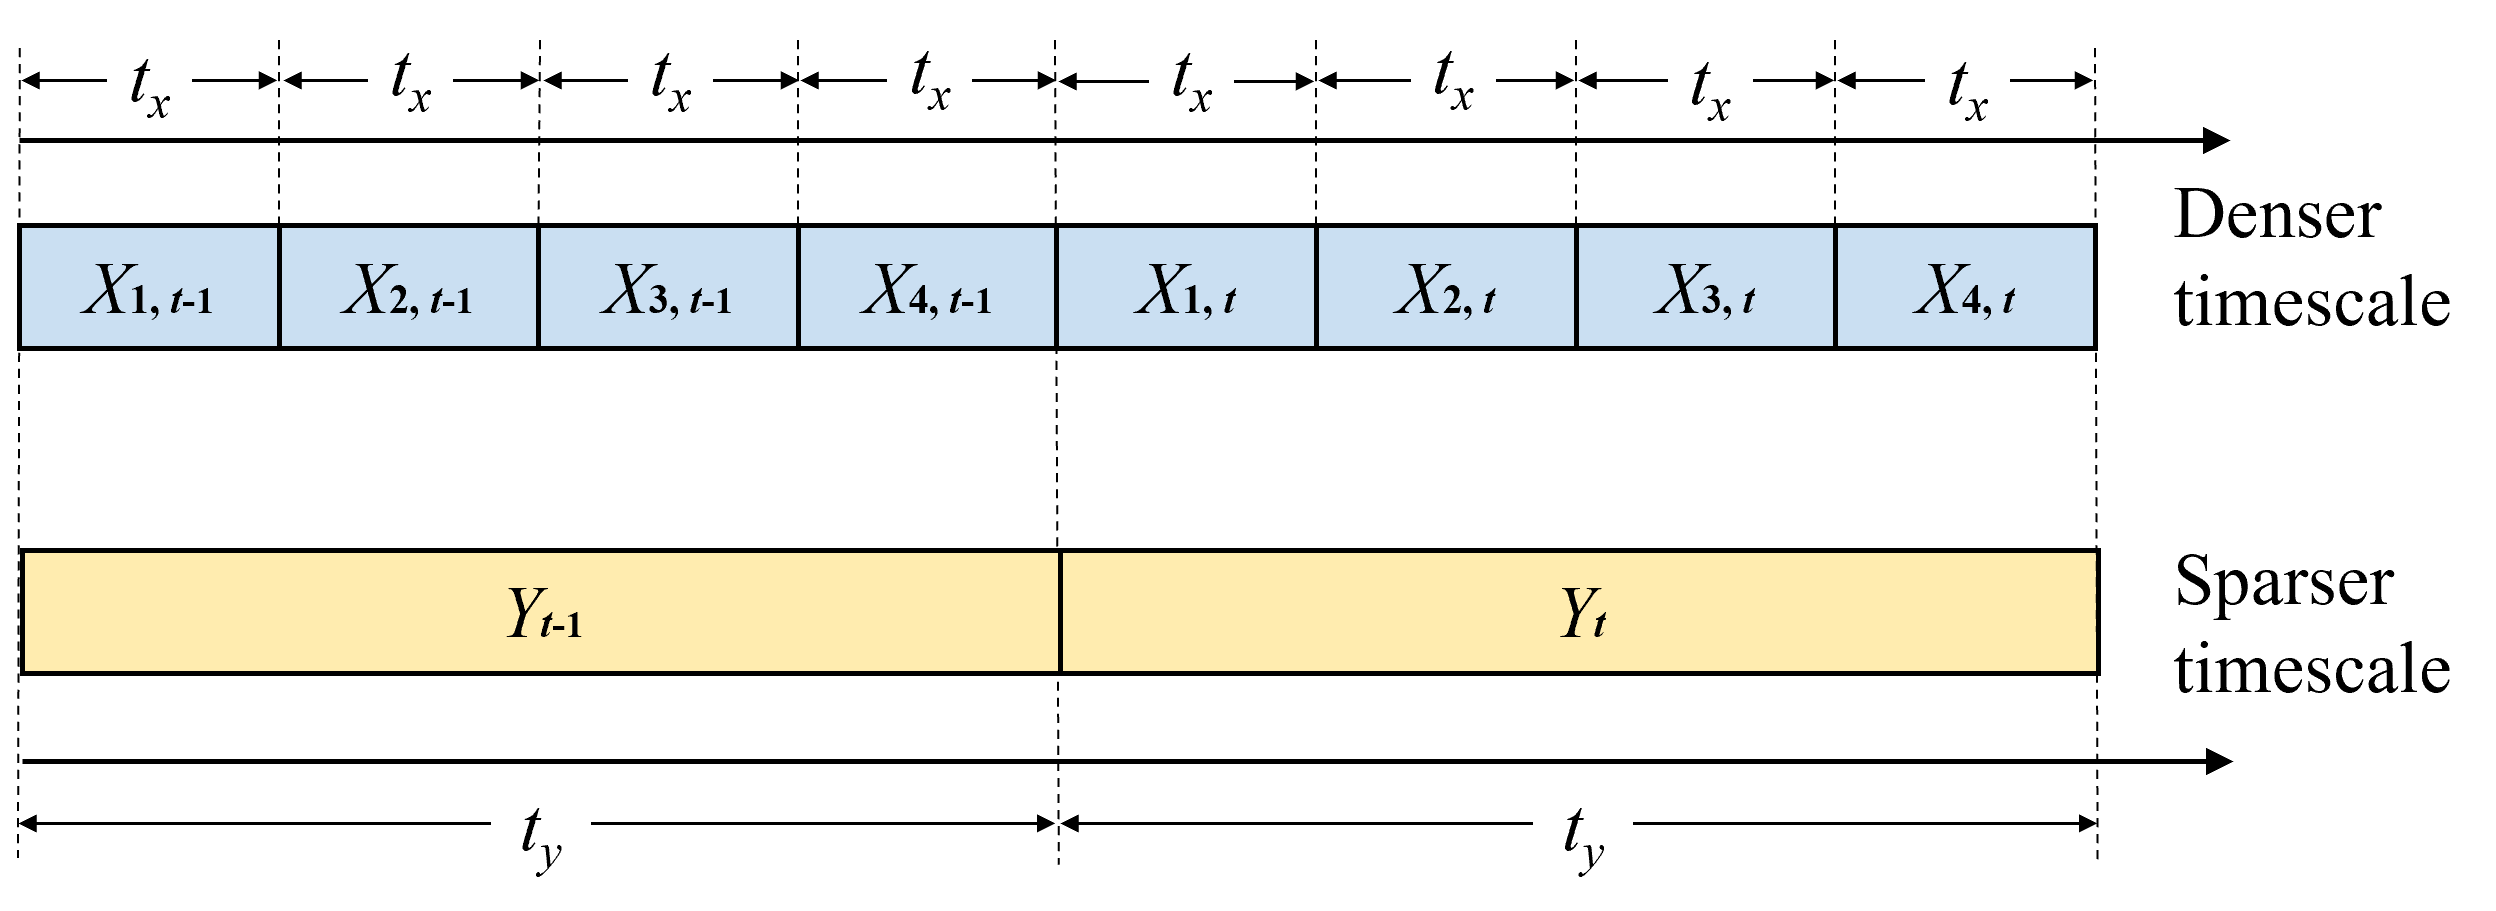 tx tx tx tx tx tx tx tx
Denser
timescale
X1, t-1 X2, t-1 X3, t-1 X4, t-1 X1, t X2, t X3, t X4, t
Sparser
timescale
Yt-1 Yt
ty ty